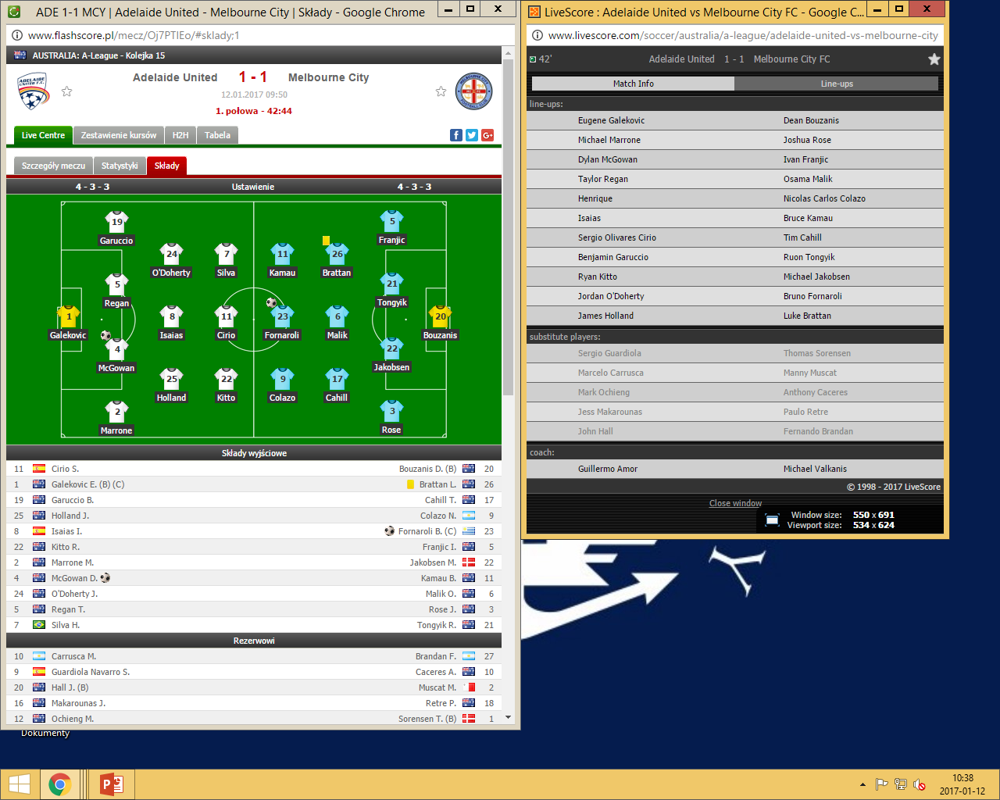 ADE 1-1 MCY | Adelaide United - Melbourne City | Składy - Google Chrome
www.flashscore.pl/mecz/Oj7PTIEo/#sklady;1
AUSTRALIA: A-League - Kolejka 15
Adelaide United 1 - 1 Melbourne City
12.01.2017 09:50
1. połowa - 42:44
Live Centre Zestawienie kursów H2H Tabela
Szczegóły meczu Statystyki Składy
4 - 3 - 3 Ustawienie 4 - 3 - 3
19 5
Garuccio Franjic
24 7 11 26
O'Doherty Silva Kamau Brattan
5 21
Regan Tongyik
1 8 11 23 6 20
Galekovic Isaias Cirio Fornaroli Malik Bouzanis
4 22
McGowan Jakobsen
25 22 9 17
Holland Kitto Colazo Cahill
2 3
Marrone Rose
Składy wyjściowe
11 Cirio S. Bouzanis D. (B) 20
1 Galekovic E. (B) (C) Brattan L. 26
19 Garuccio B. Cahill T. 17
25 Holland J. Colazo N. 9
8 Isaias I. Fornaroli B. (C) 23
22 Kitto R. Franjic I. 5
2 Marrone M. Jakobsen M. 22
4 McGowan D. Kamau B. 11
24 O'Doherty J. Malik O. 6
5 Regan T. Rose J. 3
7 Silva H. Tongyik R. 21
Rezerwowi
10 Carrusca M. Brandan F. 27
9 Guardiola Navarro S. Caceres A. 10
20 Hall J. (B) Muscat M. 2
16 Makarounas J. Retre P. 18
12 Ochieng M. Sorensen T. (B) 1
LiveScore : Adelaide United vs Melbourne City FC - Google C...
www.livescore.com/soccer/australia/a-league/adelaide-united-vs-melbourne-city
42' Adelaide United 1 - 1 Melbourne City FC
Match Info Line-ups
line-ups:
Eugene Galekovic Dean Bouzanis
Michael Marrone Joshua Rose
Dylan McGowan Ivan Franjic
Taylor Regan Osama Malik
Henrique Nicolas Carlos Colazo
Isaias Bruce Kamau
Sergio Olivares Cirio Tim Cahill
Benjamin Garuccio Ruon Tongyik
Ryan Kitto Michael Jakobsen
Jordan O'Doherty Bruno Fornaroli
James Holland Luke Brattan
substitute players:
Sergio Guardiola Thomas Sorensen
Marcelo Carrusca Manny Muscat
Mark Ochieng Anthony Caceres
Jess Makarounas Paulo Retre
John Hall Fernando Brandan
coach:
Guillermo Amor Michael Valkanis
© 1998 - 2017 LiveScore
Close window
Window size: 550 x 691
Viewport size: 534 x 624
Dokumenty
10:38
2017-01-12